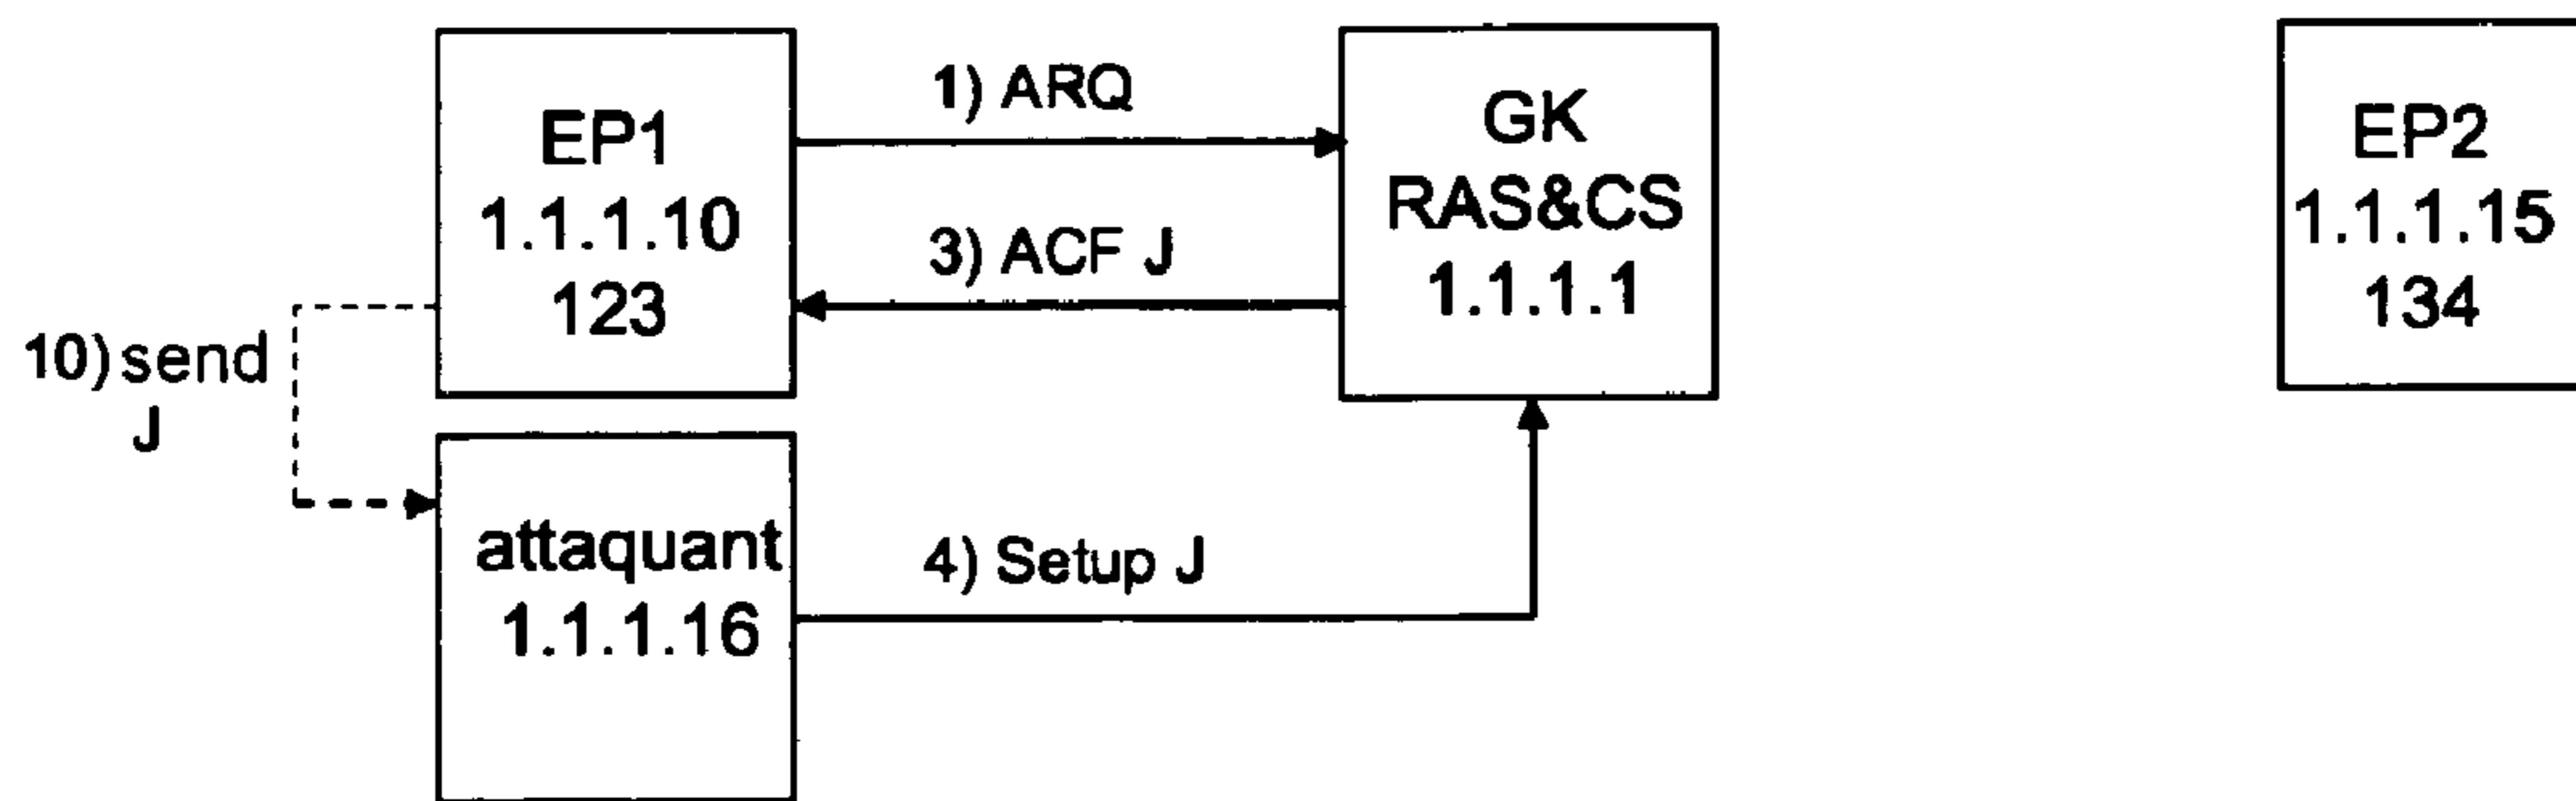 EP1
1.1.1.10
123
1) ARQ
3) ACF J
GK
RAS&CS
1.1.1.1
EP2
1.1.1.15
134
10) send
J
attaquant
1.1.1.16
4) Setup J